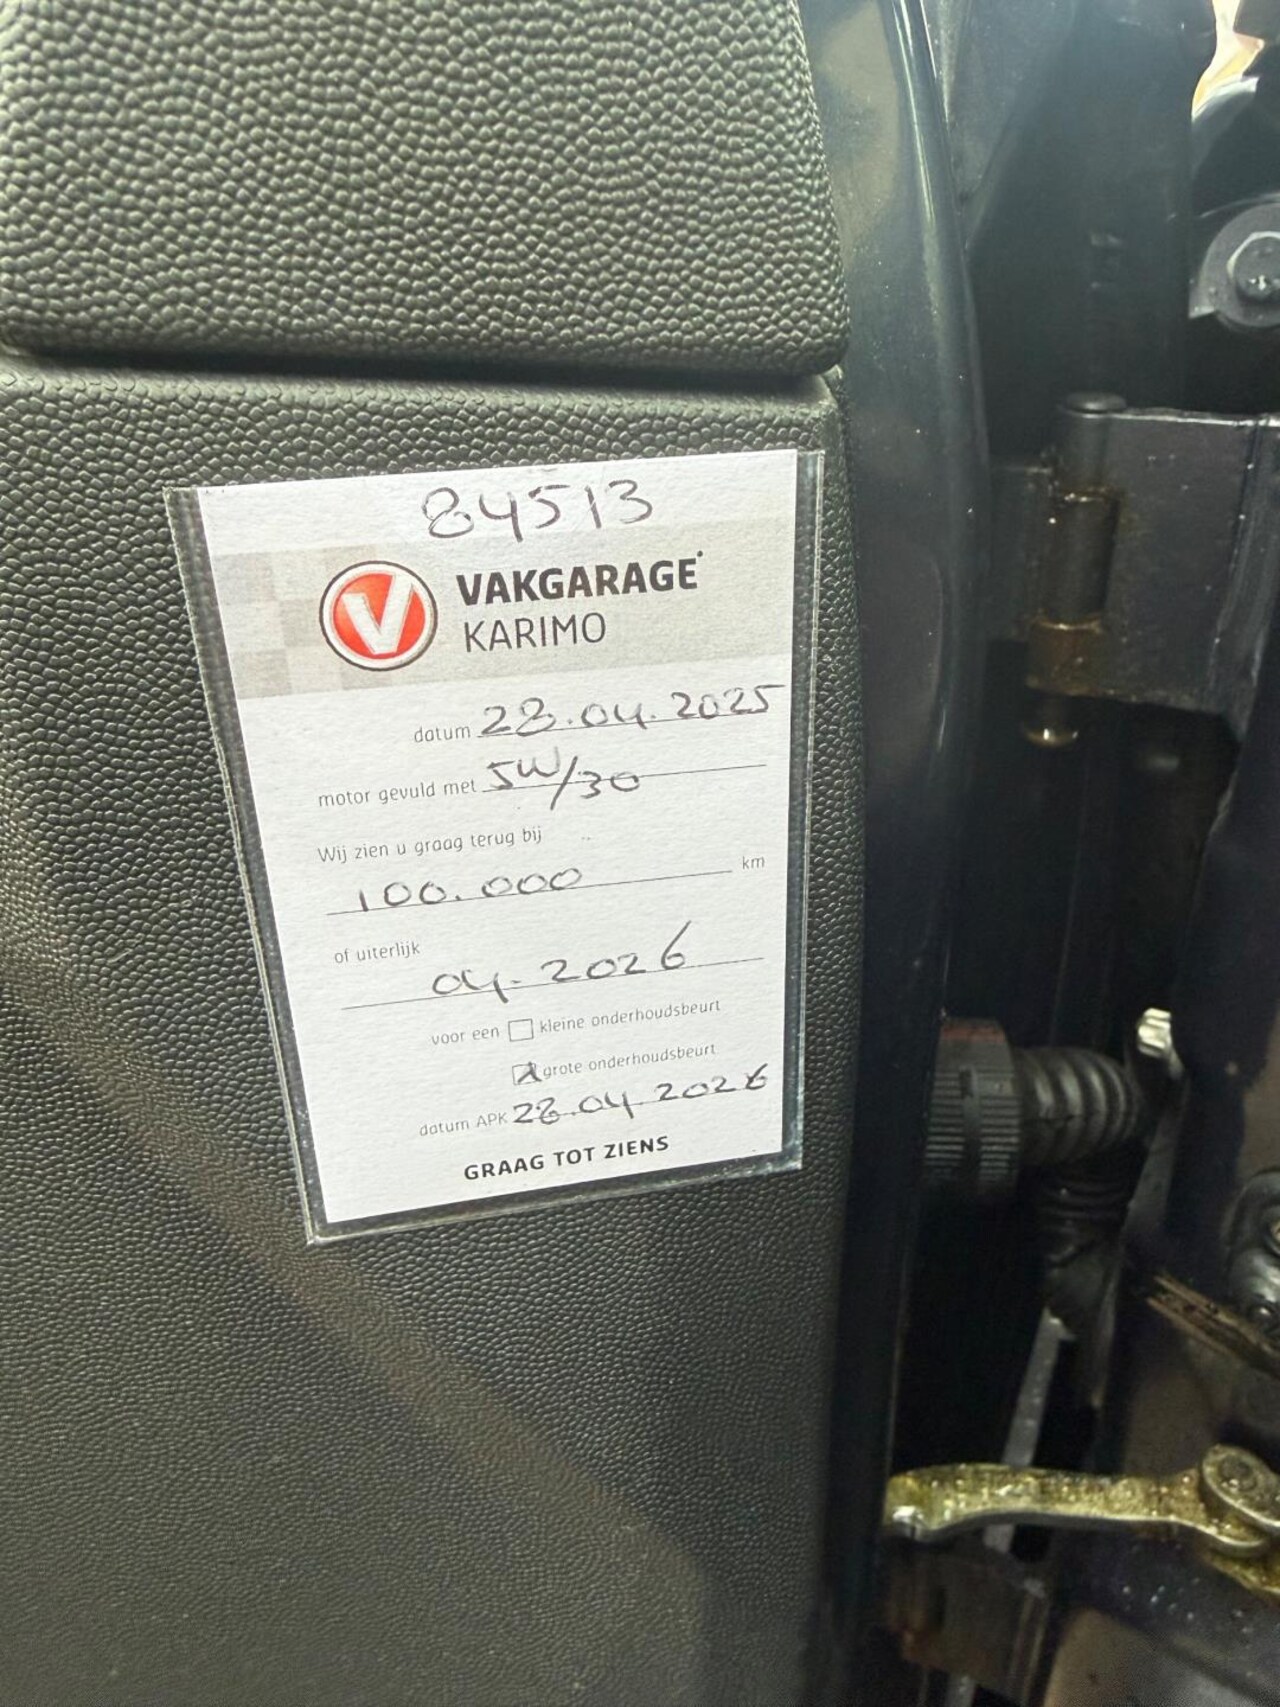 84513
VAKGARAGE
KARIMO
datum 28.04.2025
motor gevuld met 5W/30
Wij zien u graag terug bij
100.000 km
of uiterlijk
04-2026
voor een kleine onderhoudsbeurt
grote onderhoudsbeurt
datum APK 28.04.2026
GRAAG TOT ZIENS